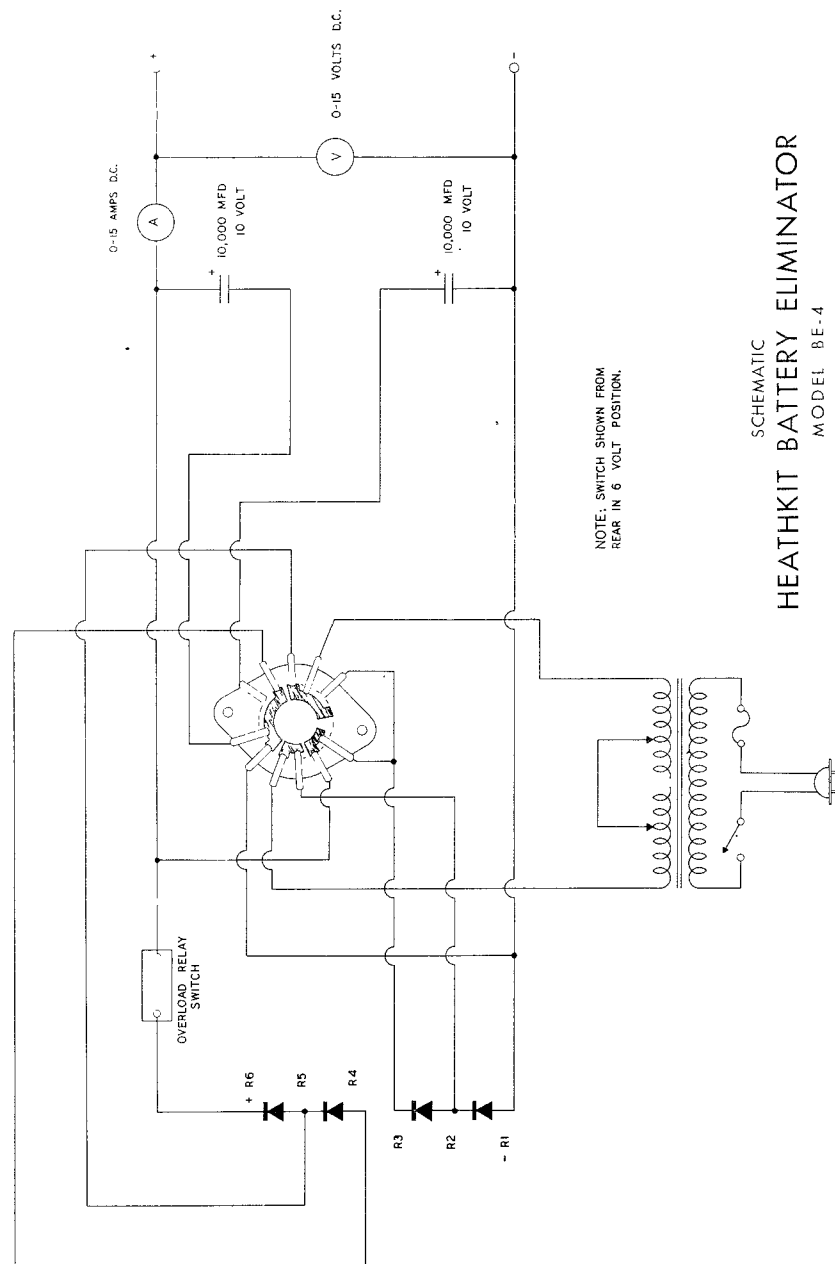 +
0-15 AMPS D.C.
A
0-15 VOLTS D.C.
V
-
+
10,000 MFD
10 VOLT
+
10,000 MFD
10 VOLT
NOTE: SWITCH SHOWN FROM
REAR IN 6 VOLT POSITION.
OVERLOAD RELAY
SWITCH
+ R6
R5
R4
R3
R2
- R1
SCHEMATIC
HEATHKIT BATTERY ELIMINATOR
MODEL BE-4